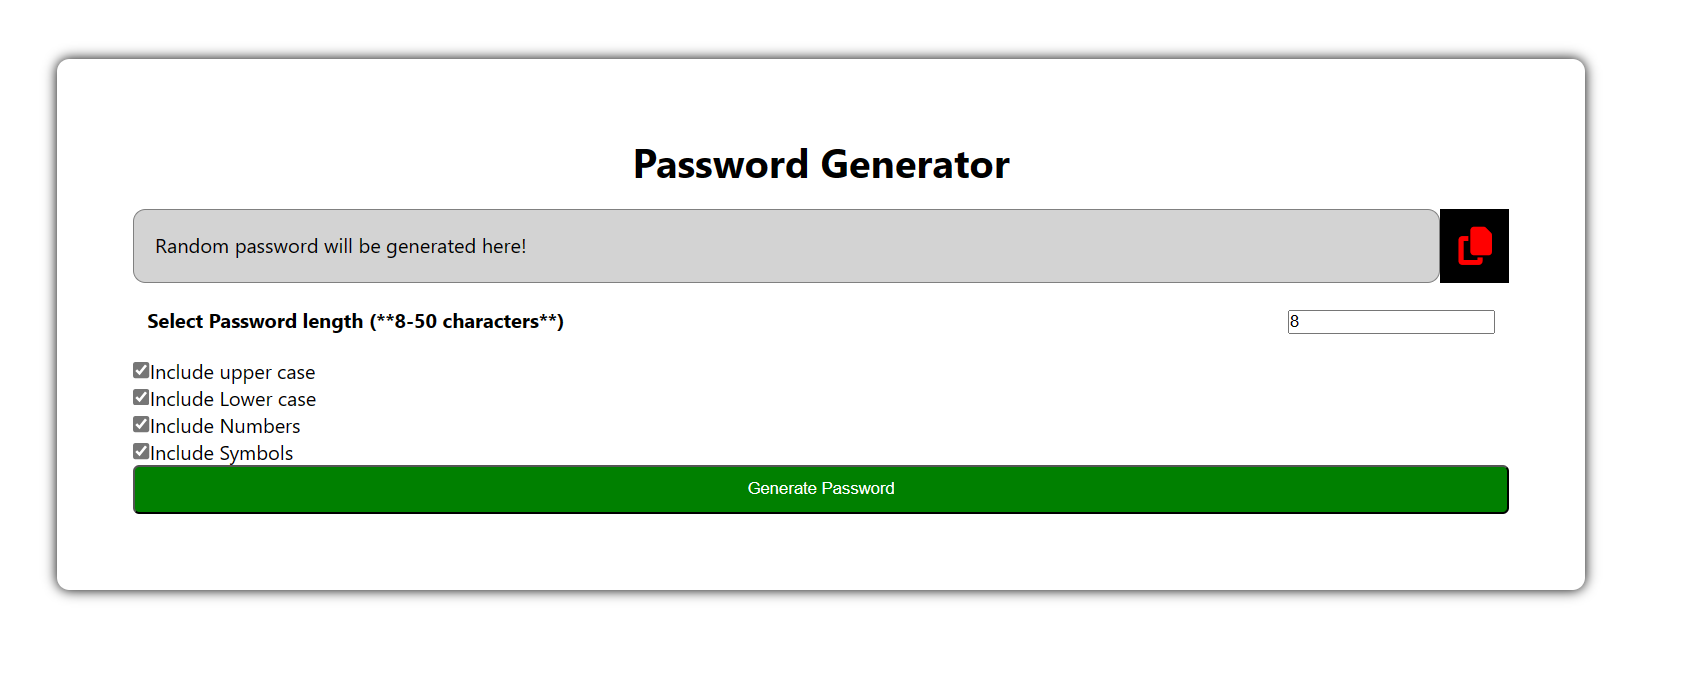 Password Generator
Random password will be generated here!
Select Password length (**8-50 characters**)
8
Include upper case
Include Lower case
Include Numbers
Include Symbols
Generate Password